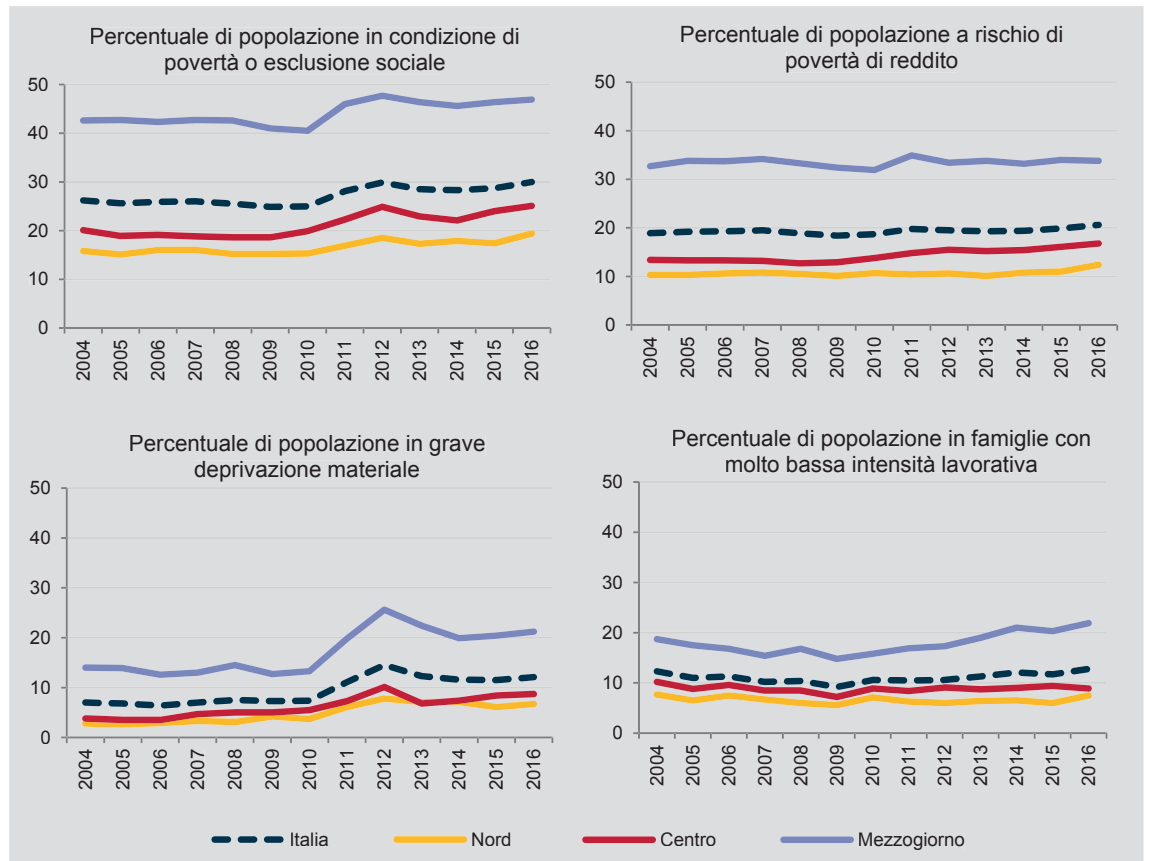 Percentuale di popolazione in condizione di
povertà o esclusione sociale
50
40
30
20
10
0
2004 2005 2006 2007 2008 2009 2010 2011 2012 2013 2014 2015 2016
Percentuale di popolazione a rischio di
povertà di reddito
50
40
30
20
10
0
2004 2005 2006 2007 2008 2009 2010 2011 2012 2013 2014 2015 2016
Percentuale di popolazione in grave
deprivazione materiale
50
40
30
20
10
0
2004 2005 2006 2007 2008 2009 2010 2011 2012 2013 2014 2015 2016
Percentuale di popolazione in famiglie con
molto bassa intensità lavorativa
50
40
30
20
10
0
2004 2005 2006 2007 2008 2009 2010 2011 2012 2013 2014 2015 2016
Italia Nord Centro Mezzogiorno